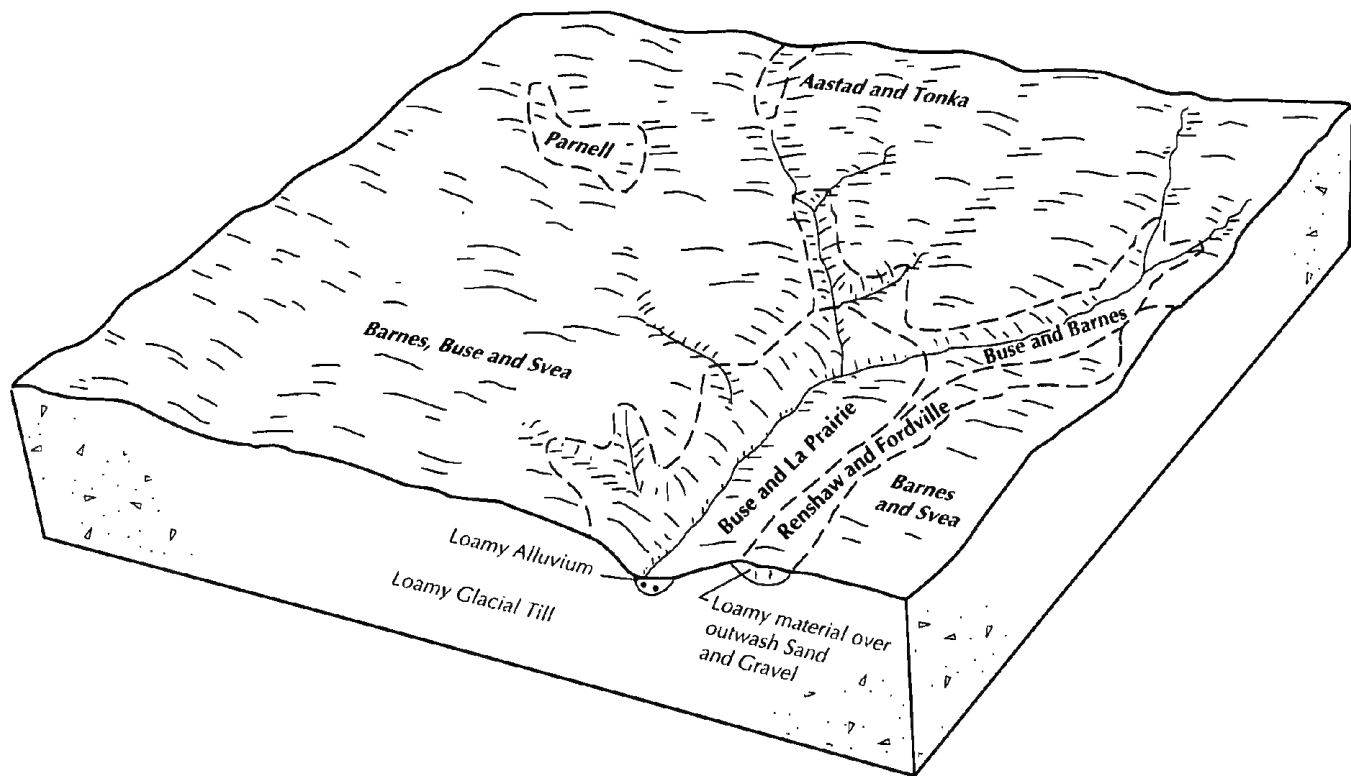 Aastad and Tonka
Parnell
Barnes, Buse and Svea
Buse and Barnes
Buse and La Prairie
Renshaw and Fordville
Barnes
and Svea
Loamy Alluvium
Loamy Glacial Till
Loamy material over
outwash Sand
and Gravel